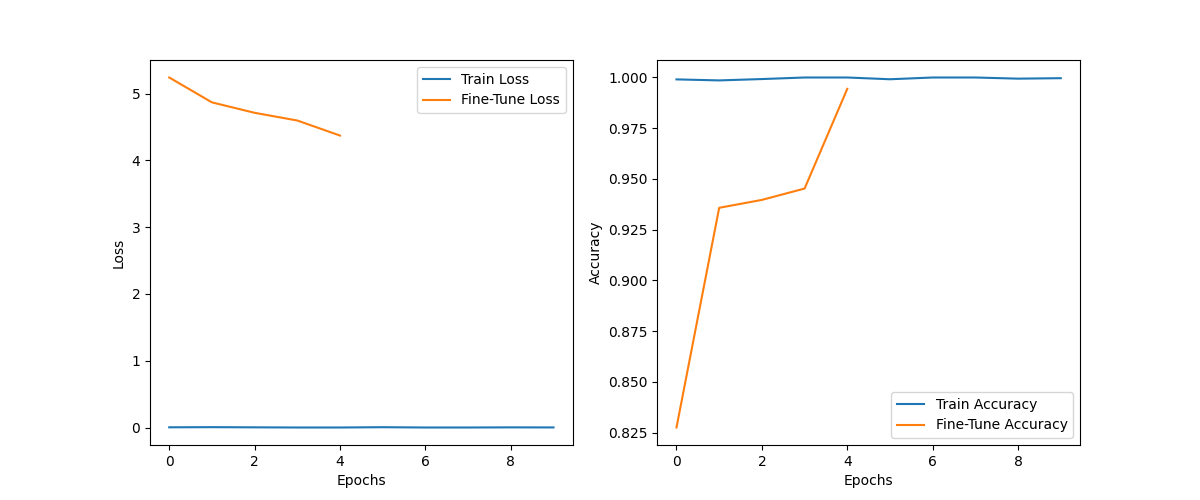 Train Loss
Fine-Tune Loss
5
4
3
2
1
0
Loss
0 2 4 6 8
Epochs
1.000
0.975
0.950
0.925
0.900
0.875
0.850
0.825
Accuracy
Train Accuracy
Fine-Tune Accuracy
0 2 4 6 8
Epochs